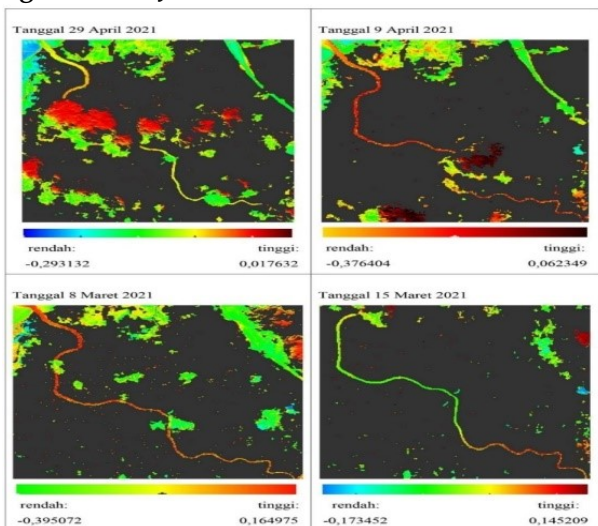 Tanggal 29 April 2021
Tanggal 9 April 2021
rendah:
tinggi:
-0,293132
0,017632
rendah:
tinggi:
-0,376404
0,062349
Tanggal 8 Maret 2021
Tanggal 15 Maret 2021
rendah:
tinggi:
-0,395072
0,164975
rendah:
tinggi:
-0,173452
0,145209